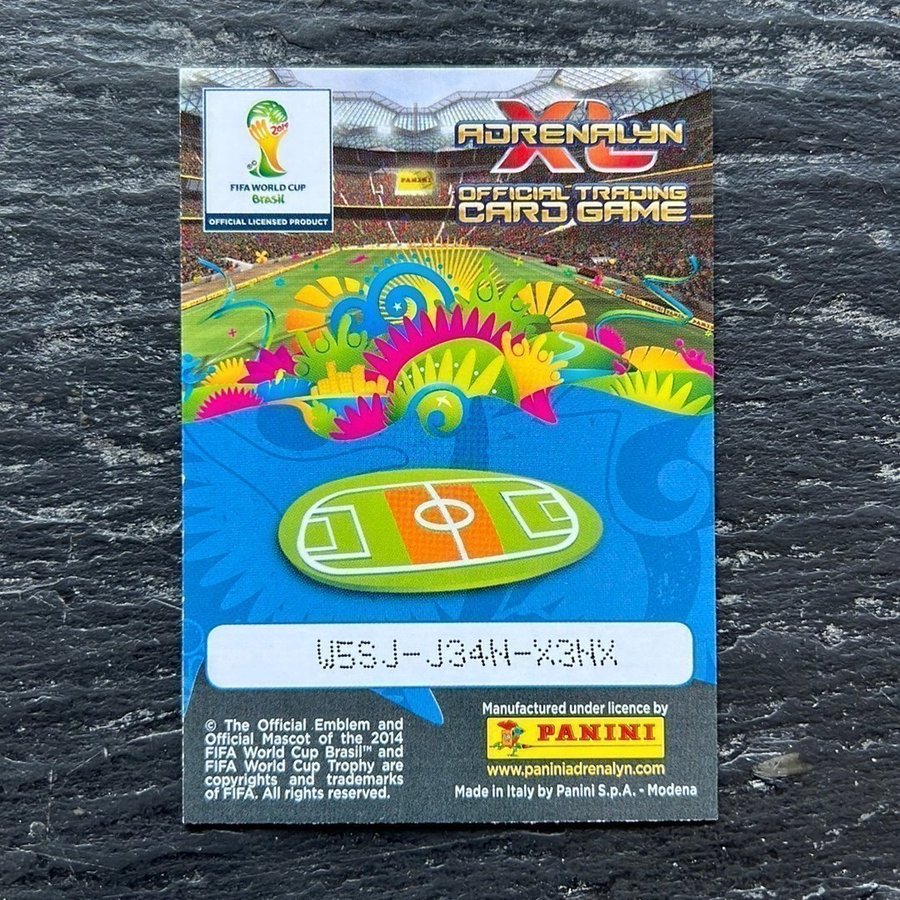 2014
FIFA WORLD CUP
Brasil
OFFICIAL LICENSED PRODUCT
ADRENALYN
XL
OFFICIAL TRADING
CARD GAME
PANINI
W5SJ-J34N-X3NX
© The Official Emblem and
Official Mascot of the 2014
FIFA World Cup Brasil™ and
FIFA World Cup Trophy are
copyrights and trademarks
of FIFA. All rights reserved.
Manufactured under licence by
PANINI
www.paniniadrenalyn.com
Made in Italy by Panini S.p.A. - Modena